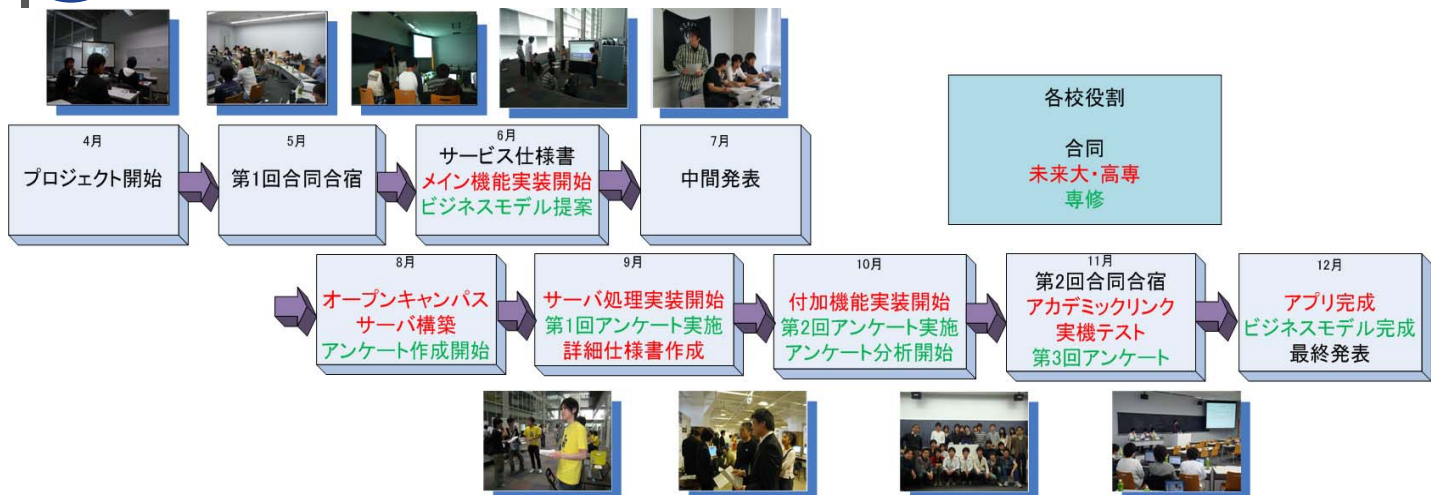 各校役割
合同
未来大・高専
専修
4月
プロジェクト開始
5月
第1回合同合宿
6月
サービス仕様書
メイン機能実装開始
ビジネスモデル提案
7月
中間発表
8月
オープンキャンパス
サーバ構築
アンケート作成開始
9月
サーバ処理実装開始
第1回アンケート実施
詳細仕様書作成
10月
付加機能実装開始
第2回アンケート実施
アンケート分析開始
11月
第2回合同合宿
アカデミックリンク
実機テスト
第3回アンケート
12月
アプリ完成
ビジネスモデル完成
最終発表